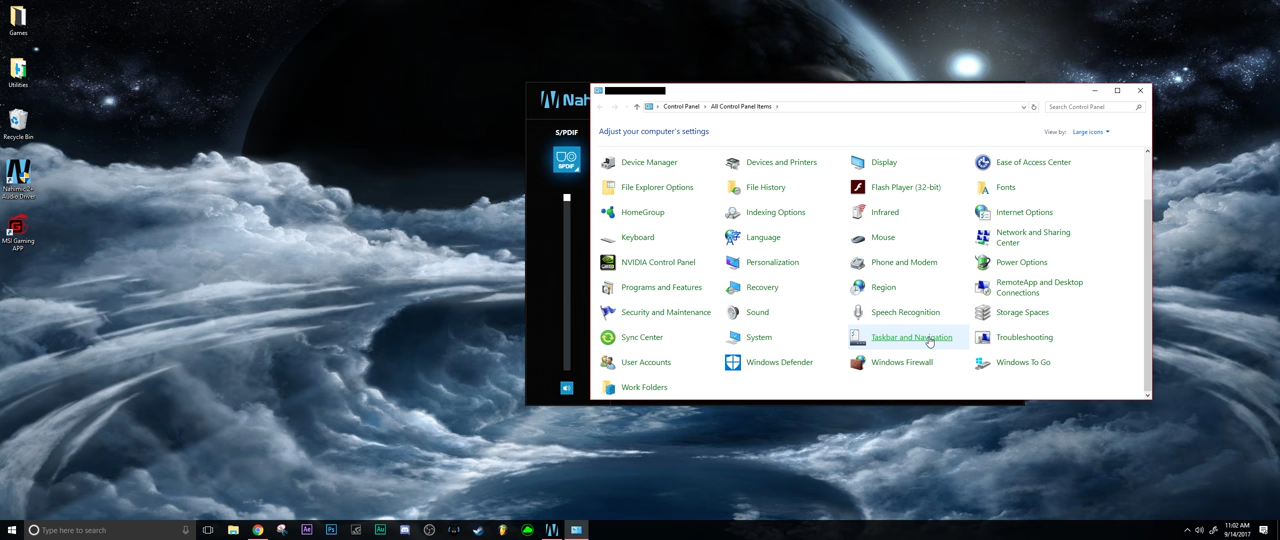 Games
Utilities
Recycle Bin
Nahimic 2+
Audio Driver
MSI Gaming
APP
Nah
S/PDIF
S/PDIF
Control Panel > All Control Panel Items >
Search Control Panel
Adjust your computer's settings
View by: Large icons
Device Manager
Devices and Printers
Display
Ease of Access Center
File Explorer Options
File History
Flash Player (32-bit)
Fonts
HomeGroup
Indexing Options
Infrared
Internet Options
Keyboard
Language
Mouse
Network and Sharing
Center
NVIDIA Control Panel
Personalization
Phone and Modem
Power Options
Programs and Features
Recovery
Region
RemoteApp and Desktop
Connections
Security and Maintenance
Sound
Speech Recognition
Storage Spaces
Sync Center
System
Taskbar and Navigation
Troubleshooting
User Accounts
Windows Defender
Windows Firewall
Windows To Go
Work Folders
Type here to search
Ae
Ps
Au
11:02 AM
9/14/2017